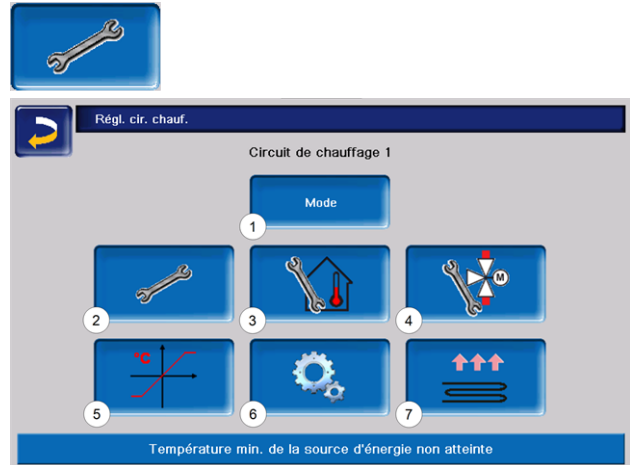 Régl. cir. chauf.
Circuit de chauffage 1
Mode
1
2
3
M
4
°C
5
6
7
Température min. de la source d'énergie non atteinte